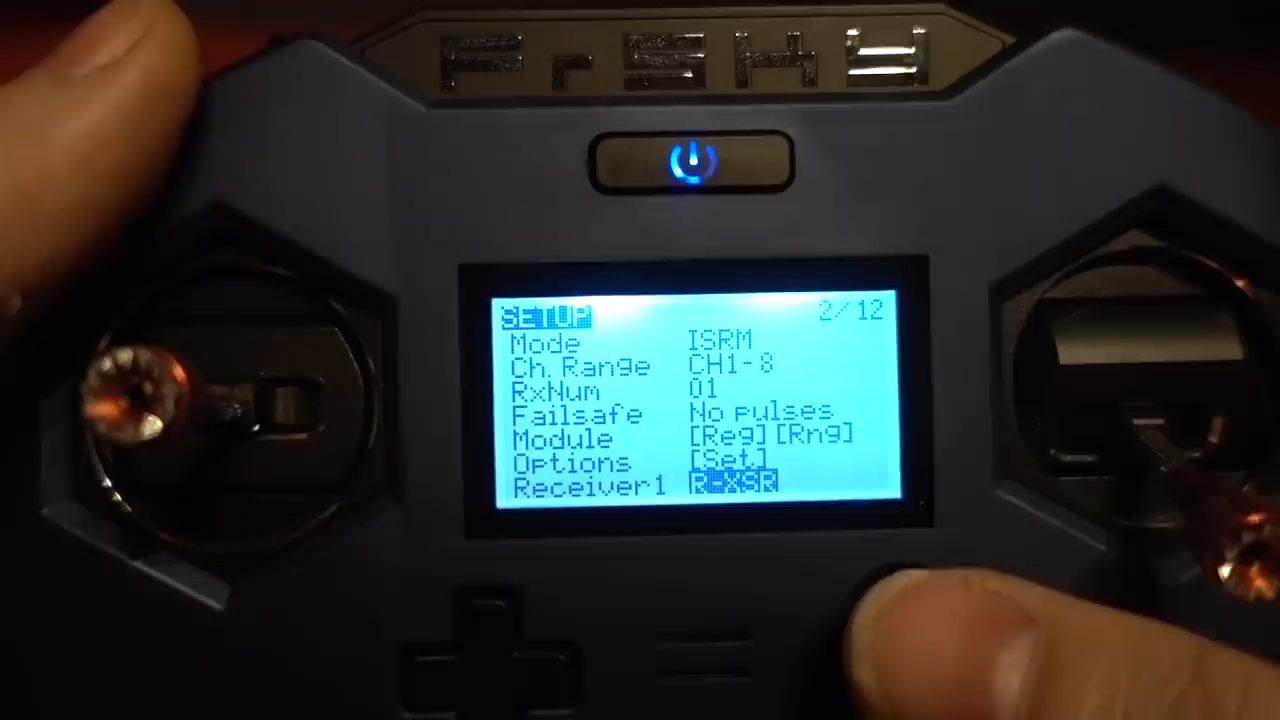 FrSKY
SETUP 2/12
Mode ISRM
Ch. Range CH1-8
RxNum 01
Failsafe No pulses
Module [Reg] [Rng]
Options [Set]
Receiver1 R-XSR